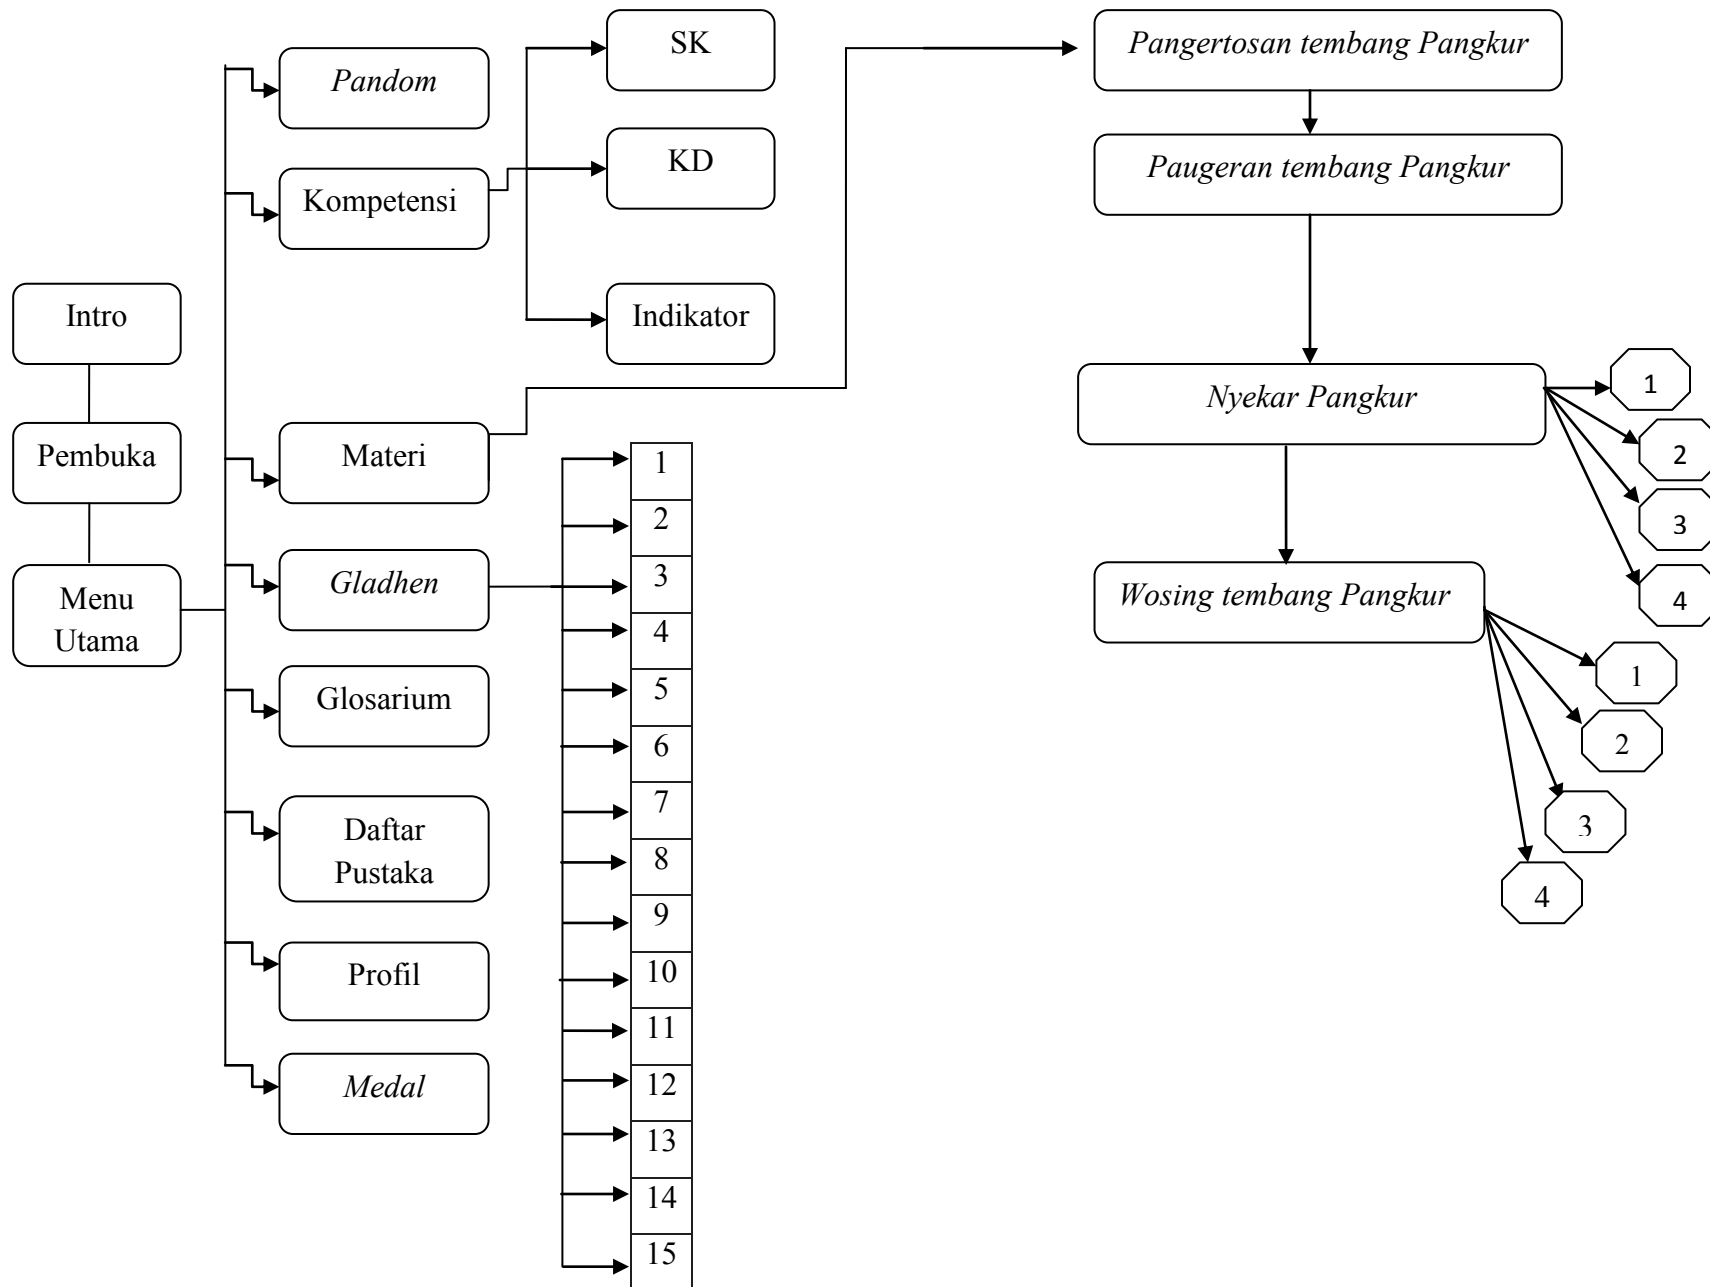 Intro
Pembuka
Menu
Utama
Pandom
Kompetensi
Materi
Gladhen
Glosarium
Daftar
Pustaka
Profil
Medal
SK
KD
Indikator
1
2
3
4
5
6
7
8
9
10
11
12
13
14
15
Pangertosan tembang Pangkur
Paugeran tembang Pangkur
Nyekar Pangkur
1
2
3
4
Wosing tembang Pangkur
1
2
3
4